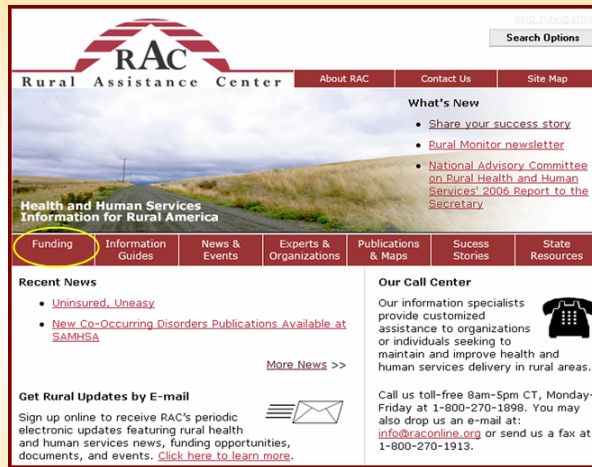 skip navigation
Search Options
RAC
Rural Assistance Center
About RAC
Contact Us
Site Map
What's New
• Share your success story
• Rural Monitor newsletter
• National Advisory Committee
on Rural Health and Human
Services' 2006 Report to the
Secretary
Health and Human Services
Information for Rural America
Funding
Information
Guides
News &
Events
Experts &
Organizations
Publications
& Maps
Sucess
Stories
State
Resources
Recent News
• Uninsured, Uneasy
• New Co-Occurring Disorders Publications Available at
SAMHSA
More News >>
Get Rural Updates by E-mail
Sign up online to receive RAC's periodic
electronic updates featuring rural health
and human services news, funding opportunities,
documents, and events. Click here to learn more.
Our Call Center
Our information specialists
provide customized
assistance to organizations
or individuals seeking to
maintain and improve health and
human services delivery in rural areas.
Call us toll-free 8am-5pm CT, Monday-
Friday at 1-800-270-1898. You may
also drop us an e-mail at:
info@raconline.org or send us a fax at
1-800-270-1913.